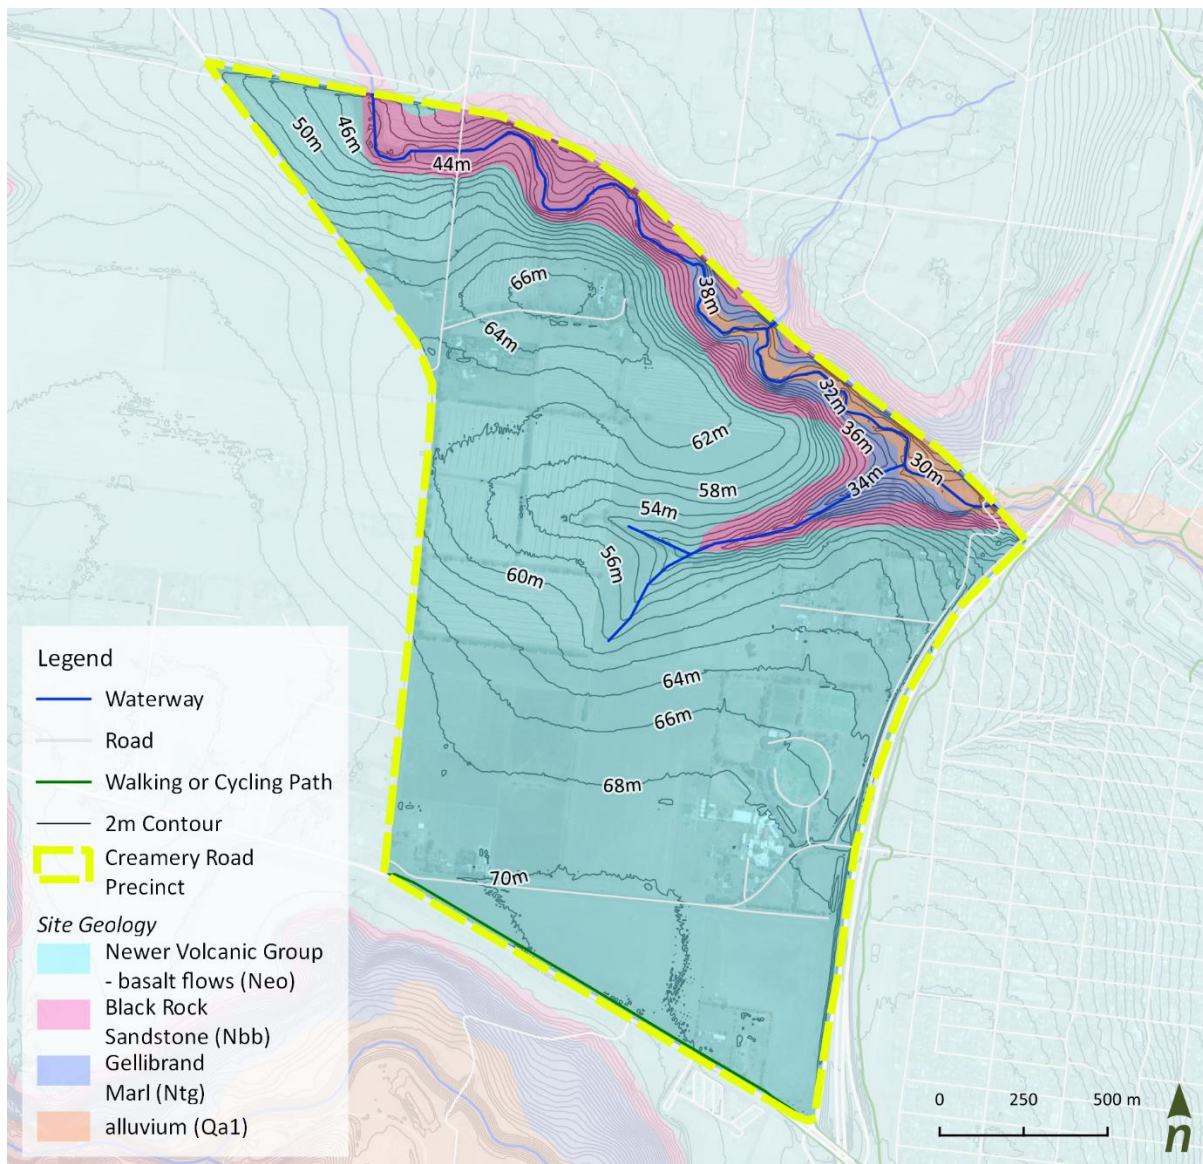 50m
46m
44m
66m
38m
64m
32m
62m
36m
30m
58m
34m
54m
56m
60m
64m
66m
68m
70m
Legend
Waterway
Road
Walking or Cycling Path
2m Contour
Creamery Road
Precinct
Site Geology
Newer Volcanic Group
- basalt flows (Neo)
Black Rock
Sandstone (Nbb)
Gellibrand
Marl (Ntg)
alluvium (Qa1)
0 250 500 m
n